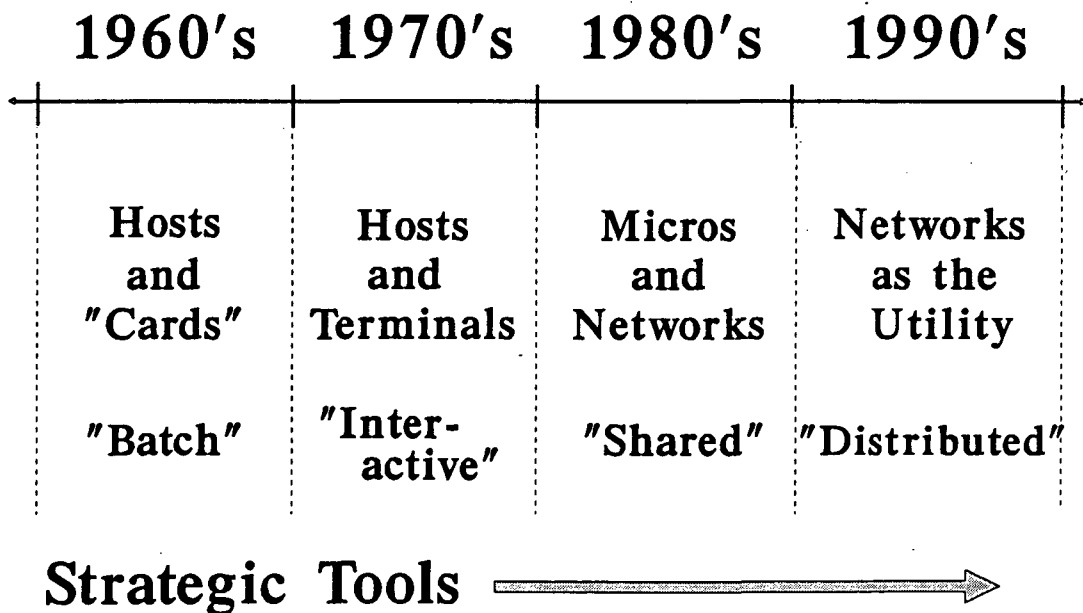 1960's 1970's 1980's 1990's
Hosts
and
"Cards"
"Batch"
Hosts
and
Terminals
"Inter-
active"
Micros
and
Networks
"Shared"
Networks
as the
Utility
"Distributed"
Strategic Tools